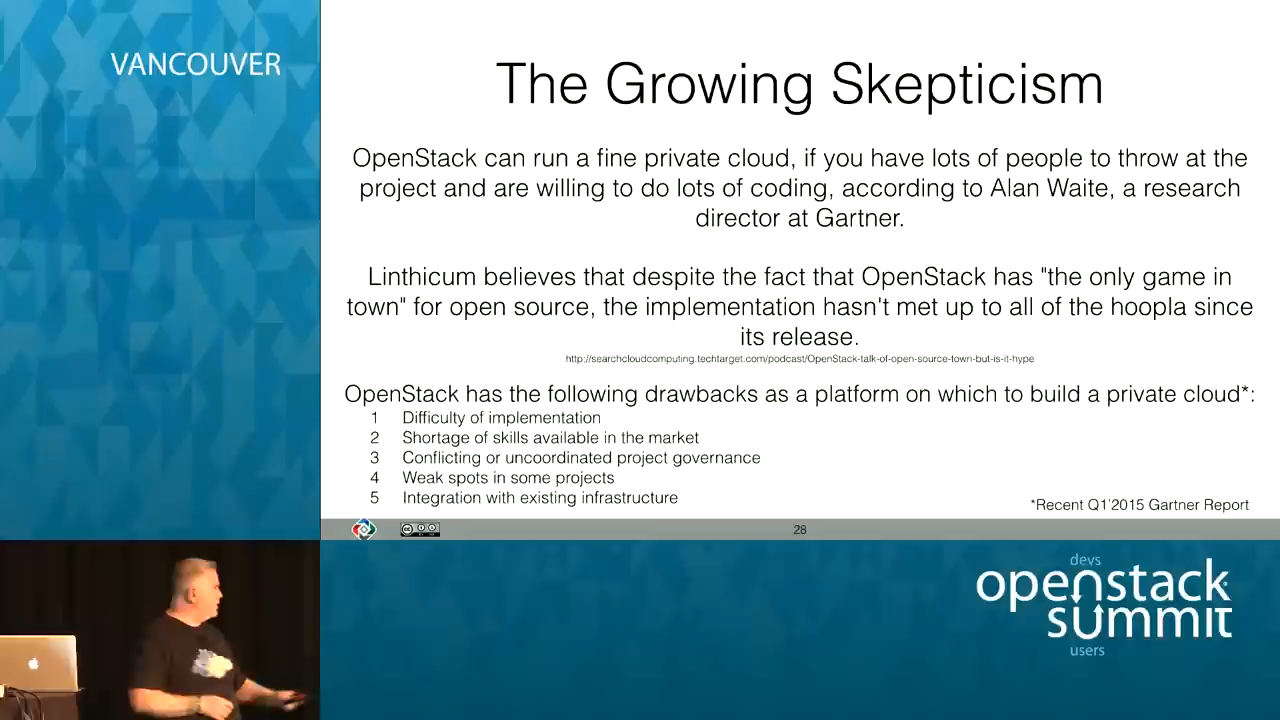 VANCOUVER
The Growing Skepticism
OpenStack can run a fine private cloud, if you have lots of people to throw at the
project and are willing to do lots of coding, according to Alan Waite, a research
director at Gartner.
Linthicum believes that despite the fact that OpenStack has "the only game in
town" for open source, the implementation hasn't met up to all of the hoopla since
its release.
http://searchcloudcomputing.techtarget.com/podcast/OpenStack-talk-of-open-source-town-but-is-it-hype
OpenStack has the following drawbacks as a platform on which to build a private cloud*:
1 Difficulty of implementation
2 Shortage of skills available in the market
3 Conflicting or uncoordinated project governance
4 Weak spots in some projects
5 Integration with existing infrastructure
*Recent Q1'2015 Gartner Report
28
devs
openstack
summit
users